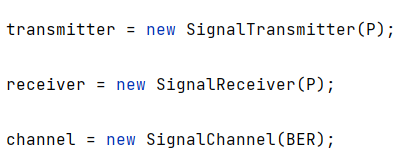 transmitter = new SignalTransmitter(P);
receiver = new SignalReceiver(P);
channel = new SignalChannel(BER);